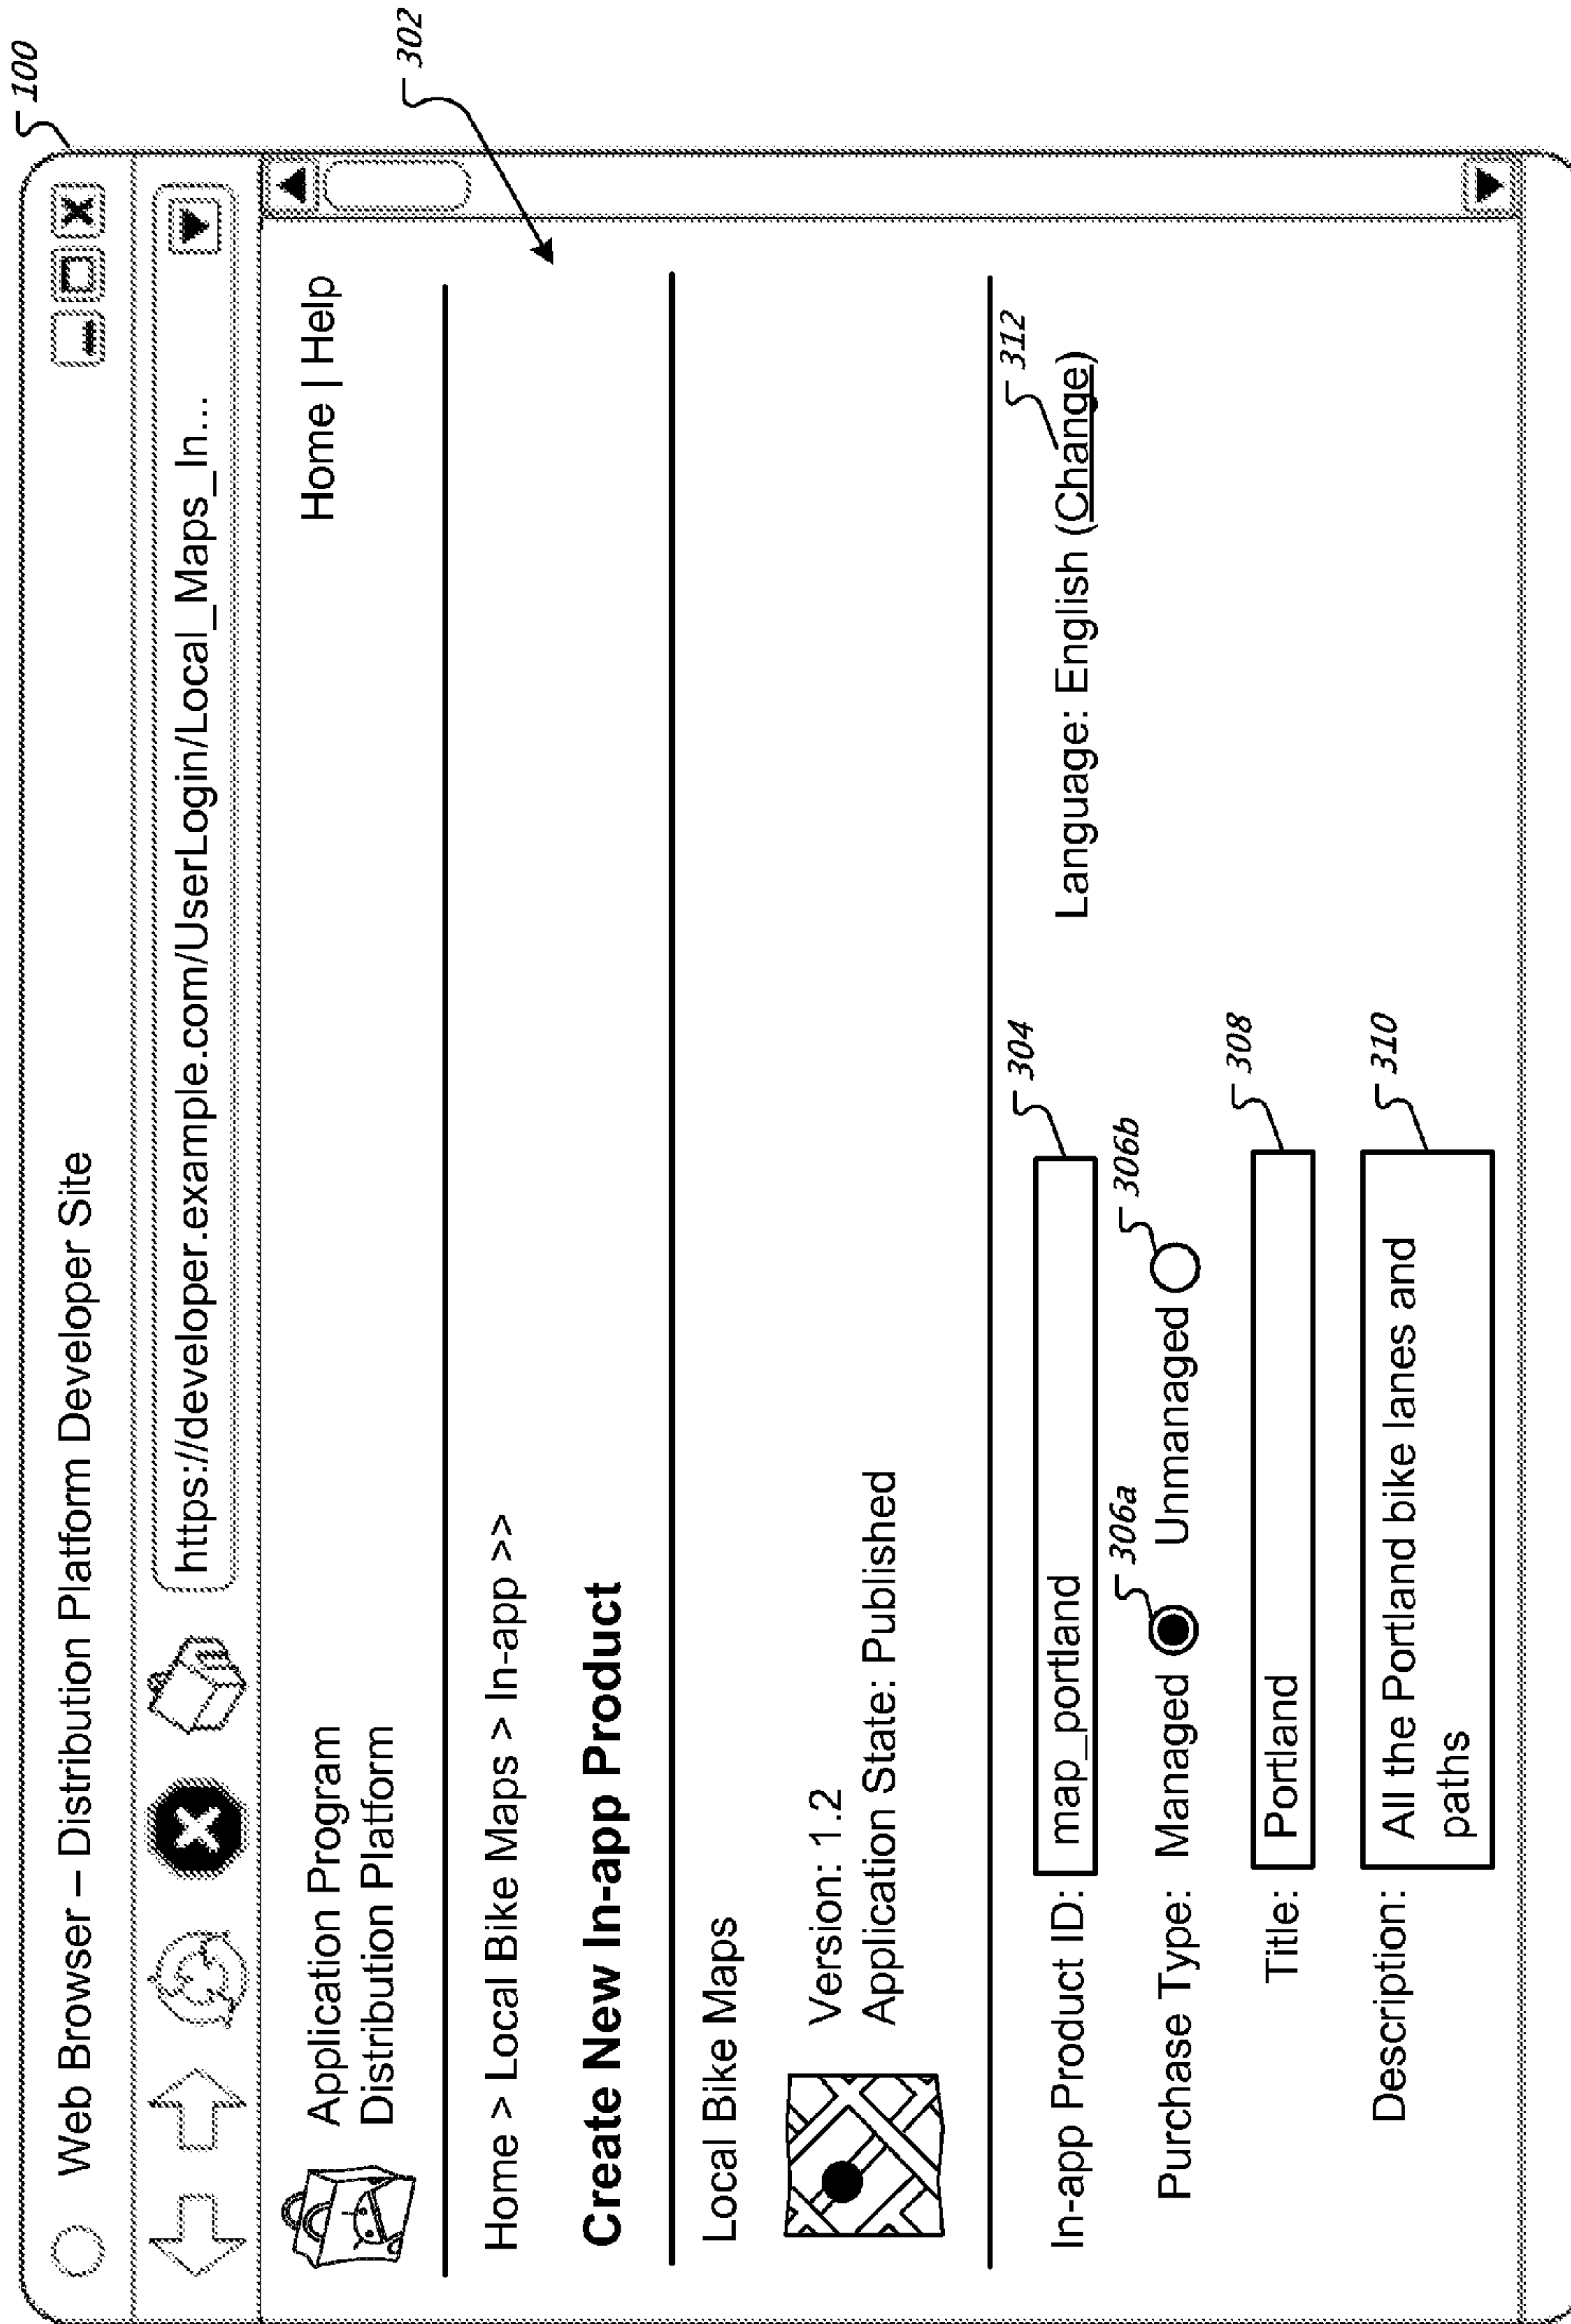 100
Web Browser – Distribution Platform Developer Site
https://developer.example.com/UserLogin/Local_Maps_In...
Application Program
Distribution Platform
Home | Help
302
Home > Local Bike Maps > In-app >>
Create New In-app Product
Local Bike Maps
Version: 1.2
Application State: Published
In-app Product ID: map_portland 304
Language: English (Change) 312
Purchase Type: Managed 306a Unmanaged 306b
Title: Portland 308
Description: All the Portland bike lanes and 310
paths